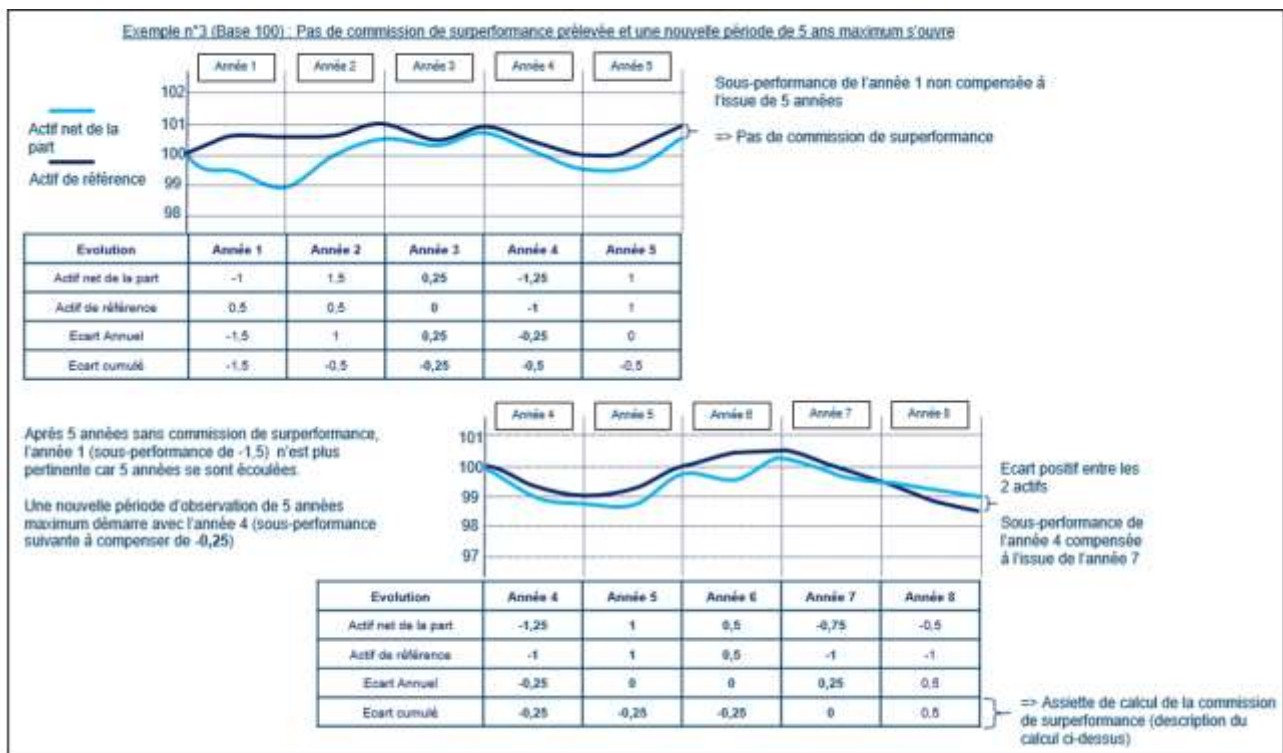 Exemple n°3 (Base 100) : Pas de commission de surperformance prélevée et une nouvelle période de 5 ans maximum s'ouvre
Année 1 Année 2 Année 3 Année 4 Année 5
102
101
100
99
98
Actif net de la
part
Actif de référence
Sous-performance de l'année 1 non compensée à
l'issue de 5 années
=> Pas de commission de surperformance
Evolution Année 1 Année 2 Année 3 Année 4 Année 5
Actif net de la part -1 1,5 0,25 -1,25 1
Actif de référence 0,5 0,5 0 -1 1
Ecart Annuel -1,5 1 0,25 -0,25 0
Ecart cumulé -1,5 -0,5 -0,25 -0,5 -0,5
Après 5 années sans commission de surperformance,
l'année 1 (sous-performance de -1,5) n'est plus
pertinente car 5 années se sont écoulées.
Une nouvelle période d'observation de 5 années
maximum démarre avec l'année 4 (sous-performance
suivante à compenser de -0,25)
Année 4 Année 5 Année 6 Année 7 Année 8
101
100
99
98
97
Ecart positif entre les
2 actifs
Sous-performance de
l'année 4 compensée
à l'issue de l'année 7
Evolution Année 4 Année 5 Année 6 Année 7 Année 8
Actif net de la part -1,25 1 0,5 -0,75 -0,5
Actif de référence -1 1 0,5 -1 -1
Ecart Annuel -0,25 0 0 0,25 0,5
Ecart cumulé -0,25 -0,25 -0,25 0 0,5
=> Assiette de calcul de la commission
de surperformance (description du
calcul ci-dessus)